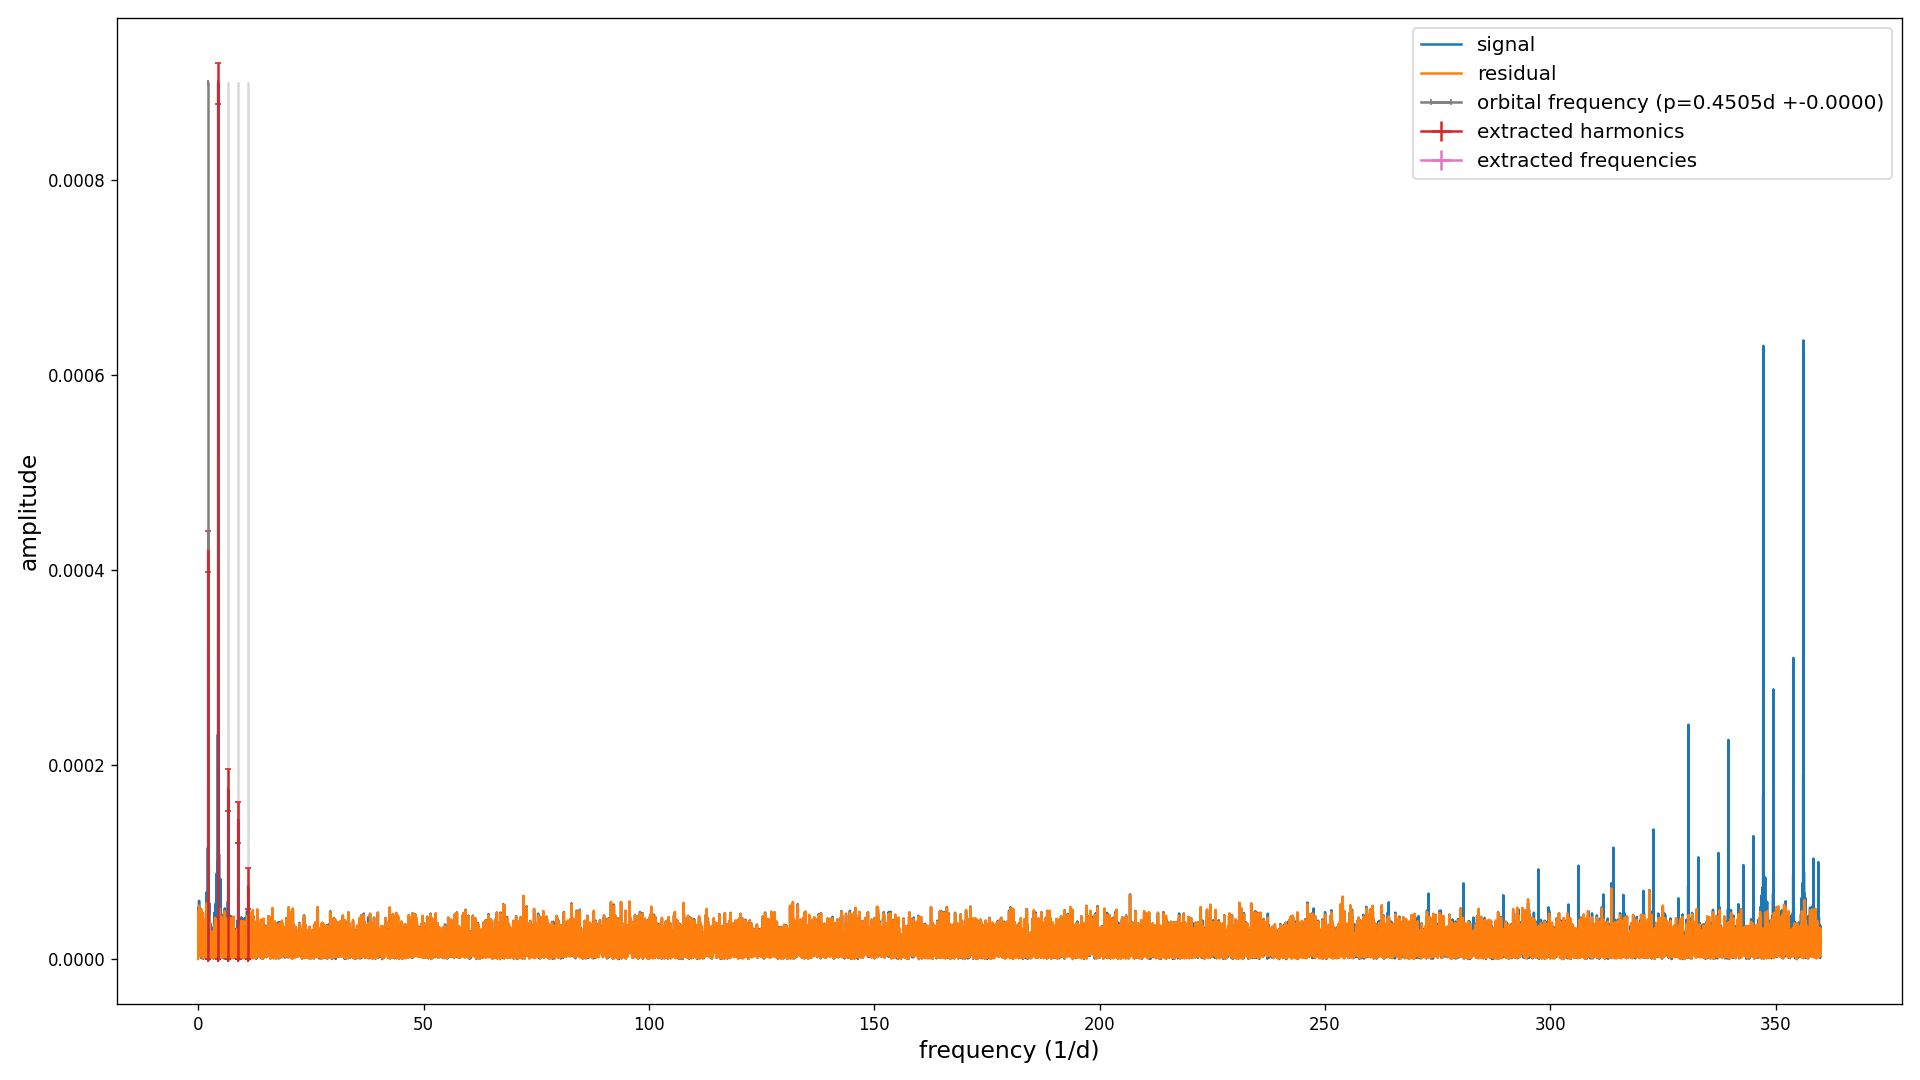 signal
residual
orbital frequency (p=0.4505d +-0.0000)
extracted harmonics
extracted frequencies
amplitude
0.0008
0.0006
0.0004
0.0002
0.0000
0 50 100 150 200 250 300 350
frequency (1/d)